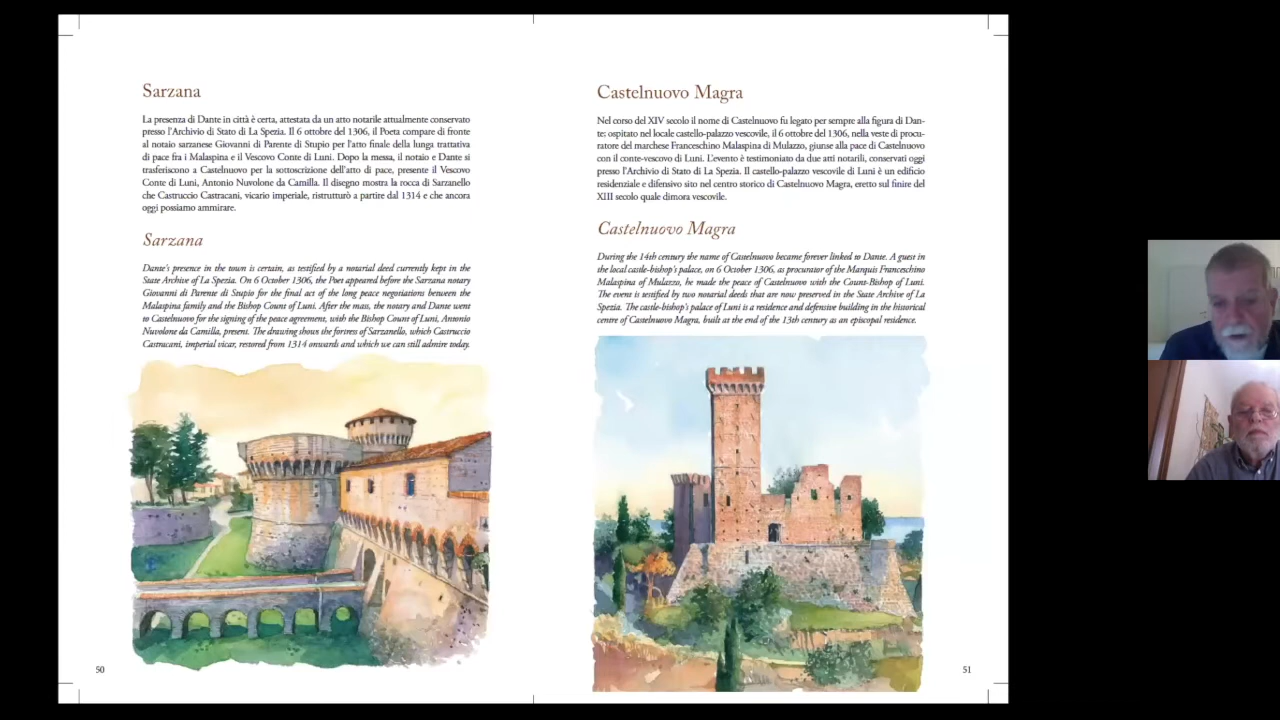 Sarzana
La presenza di Dante in città è certa, attestata da un atto notarile attualmente conservato
presso l'Archivio di Stato di La Spezia. Il 6 ottobre del 1306, il Poeta compare di fronte
al notaio sarzanese Giovanni di Parente di Stupio per l'atto finale della lunga trattativa
di pace fra i Malaspina e il Vescovo Conte di Luni. Dopo la messa, il notaio e Dante si
trasferiscono a Castelnuovo per la sottoscrizione dell'atto di pace, presente il Vescovo
Conte di Luni, Antonio Nuvolone da Camilla. Il disegno mostra la rocca di Sarzanello
che Castruccio Castracani, vicario imperiale, ristrutturò a partire dal 1314 e che ancora
oggi possiamo ammirare.
Sarzana
Dante's presence in the town is certain, as testified by a notarial deed currently kept in the
State Archive of La Spezia. On 6 October 1306, the Poet appeared before the Sarzana notary
Giovanni di Parente di Stupio for the final act of the long peace negotiations between the
Malaspina family and the Bishop Count of Luni. After the mass, the notary and Dante went
to Castelnuovo for the signing of the peace agreement, with the Bishop Count of Luni, Antonio
Nuvolone da Camilla, present. The drawing shows the fortress of Sarzanello, which Castruccio
Castracani, imperial vicar, restored from 1314 onwards and which we can still admire today.
50
Castelnuovo Magra
Nel corso del XIV secolo il nome di Castelnuovo fu legato per sempre alla figura di Dan-
te: ospitato nel locale castello-palazzo vescovile, il 6 ottobre del 1306, nella veste di procu-
ratore del marchese Franceschino Malaspina di Mulazzo, giunse alla pace di Castelnuovo
con il conte-vescovo di Luni. L'evento è testimoniato da due atti notarili, conservati oggi
presso l'Archivio di Stato di La Spezia. Il castello-palazzo vescovile di Luni è un edificio
residenziale e difensivo sito nel centro storico di Castelnuovo Magra, eretto sul finire del
XIII secolo quale dimora vescovile.
Castelnuovo Magra
During the 14th century the name of Castelnuovo became forever linked to Dante. A guest in
the local castle-bishop's palace, on 6 October 1306, as procurator of the Marquis Franceschino
Malaspina of Mulazzo, he made the peace of Castelnuovo with the Count-Bishop of Luni.
The event is testified by two notarial deeds that are now preserved in the State Archive of La
Spezia. The castle-bishop's palace of Luni is a residence and defensive building in the historical
centre of Castelnuovo Magra, built at the end of the 13th century as an episcopal residence.
51